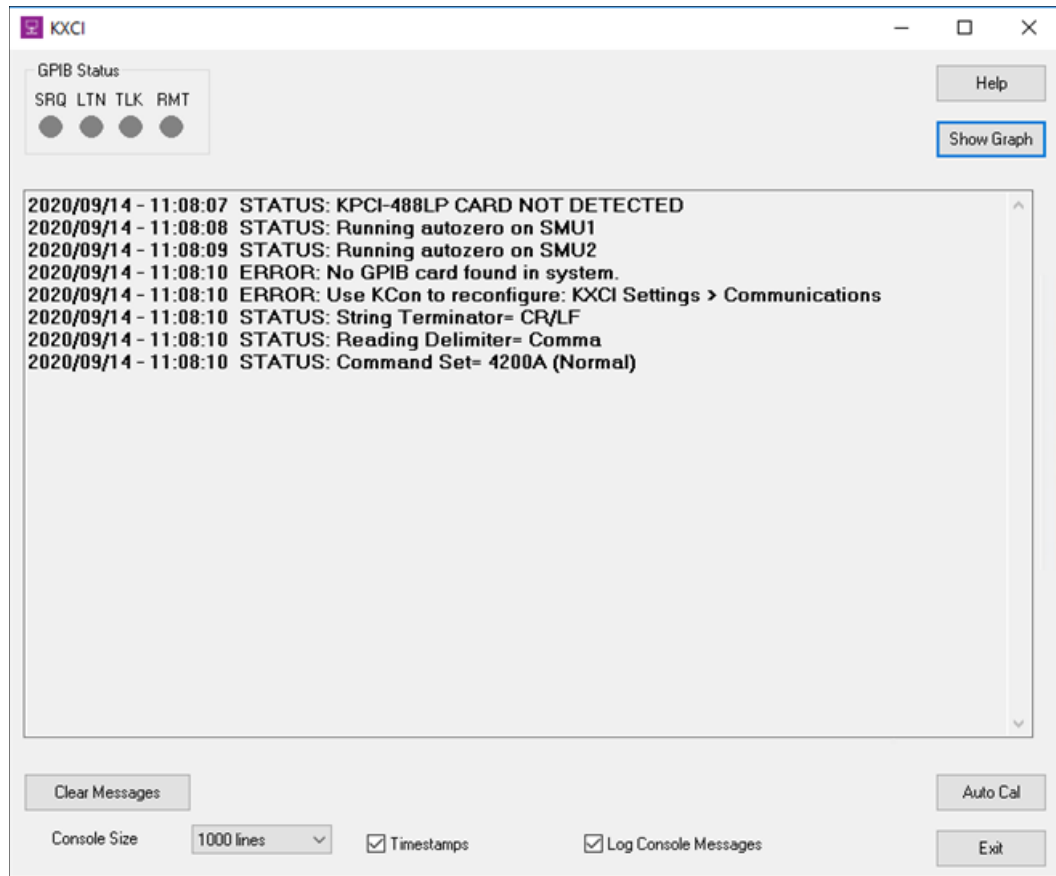 KXCI
GPIB Status
SRQ LTN TLK RMT
Help
Show Graph
2020/09/14 - 11:08:07 STATUS: KPCI-488LP CARD NOT DETECTED
2020/09/14 - 11:08:08 STATUS: Running autozero on SMU1
2020/09/14 - 11:08:09 STATUS: Running autozero on SMU2
2020/09/14 - 11:08:10 ERROR: No GPIB card found in system.
2020/09/14 - 11:08:10 ERROR: Use KCon to reconfigure: KXCI Settings > Communications
2020/09/14 - 11:08:10 STATUS: String Terminator= CR/LF
2020/09/14 - 11:08:10 STATUS: Reading Delimiter= Comma
2020/09/14 - 11:08:10 STATUS: Command Set= 4200A (Normal)
Clear Messages
Auto Cal
Console Size
1000 lines
Timestamps
Log Console Messages
Exit